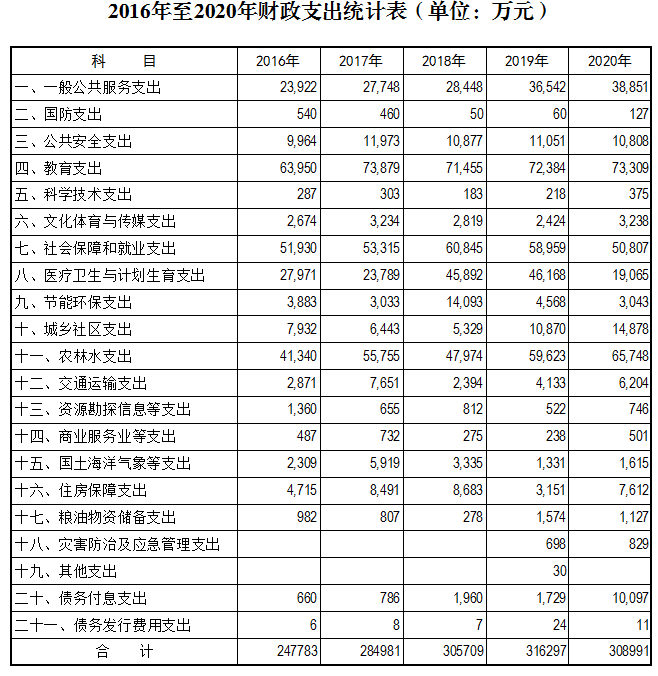 2016年至2020年财政支出统计表（单位：万元）
科 目 2016年 2017年 2018年 2019年 2020年
一、一般公共服务支出 23,922 27,748 28,448 36,542 38,851
二、国防支出 540 460 50 60 127
三、公共安全支出 9,964 11,973 10,877 11,051 10,808
四、教育支出 63,950 73,879 71,455 72,384 73,309
五、科学技术支出 287 303 183 218 375
六、文化体育与传媒支出 2,674 3,234 2,819 2,424 3,238
七、社会保障和就业支出 51,930 53,315 60,845 58,959 50,807
八、医疗卫生与计划生育支出 27,971 23,789 45,892 46,168 19,065
九、节能环保支出 3,883 3,033 14,093 4,568 3,043
十、城乡社区支出 7,932 6,443 5,329 10,870 14,878
十一、农林水支出 41,340 55,755 47,974 59,623 65,748
十二、交通运输支出 2,871 7,651 2,394 4,133 6,204
十三、资源勘探信息等支出 1,360 655 812 522 746
十四、商业服务业等支出 487 732 275 238 501
十五、国土海洋气象等支出 2,309 5,919 3,335 1,331 1,615
十六、住房保障支出 4,715 8,491 8,683 3,151 7,612
十七、粮油物资储备支出 982 807 278 1,574 1,127
十八、灾害防治及应急管理支出 698 829
十九、其他支出 30
二十、债务付息支出 660 786 1,960 1,729 10,097
二十一、债务发行费用支出 6 8 7 24 11
合 计 247783 284981 305709 316297 308991